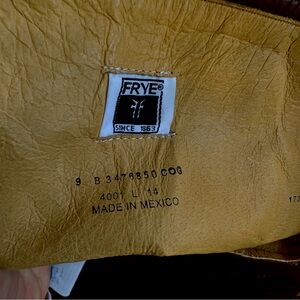 FRYE®
SINCE 1863
9 B 3476850 COG
4001 L 14
MADE IN MEXICO